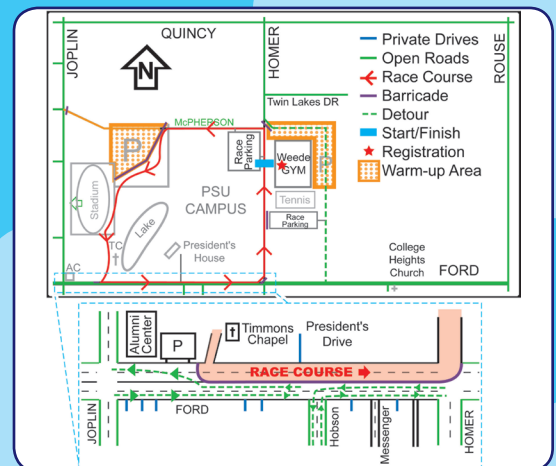 QUINCY
JOPLIN
HOMER
ROUSE
N
Private Drives
Open Roads
Race Course
Barricade
Detour
Start/Finish
Registration
Warm-up Area
Twin Lakes DR
McPHERSON
P
Race
Parking
Weede
GYM
P
PSU
CAMPUS
Tennis
Race
Parking
Stadium
Lake
TC
President's
House
AC
College
Heights
Church
FORD
Alumni
Center
P
Timmons
Chapel
President's
Drive
RAGE COURSE
JOPLIN
FORD
Hobson
Messenger
HOMER